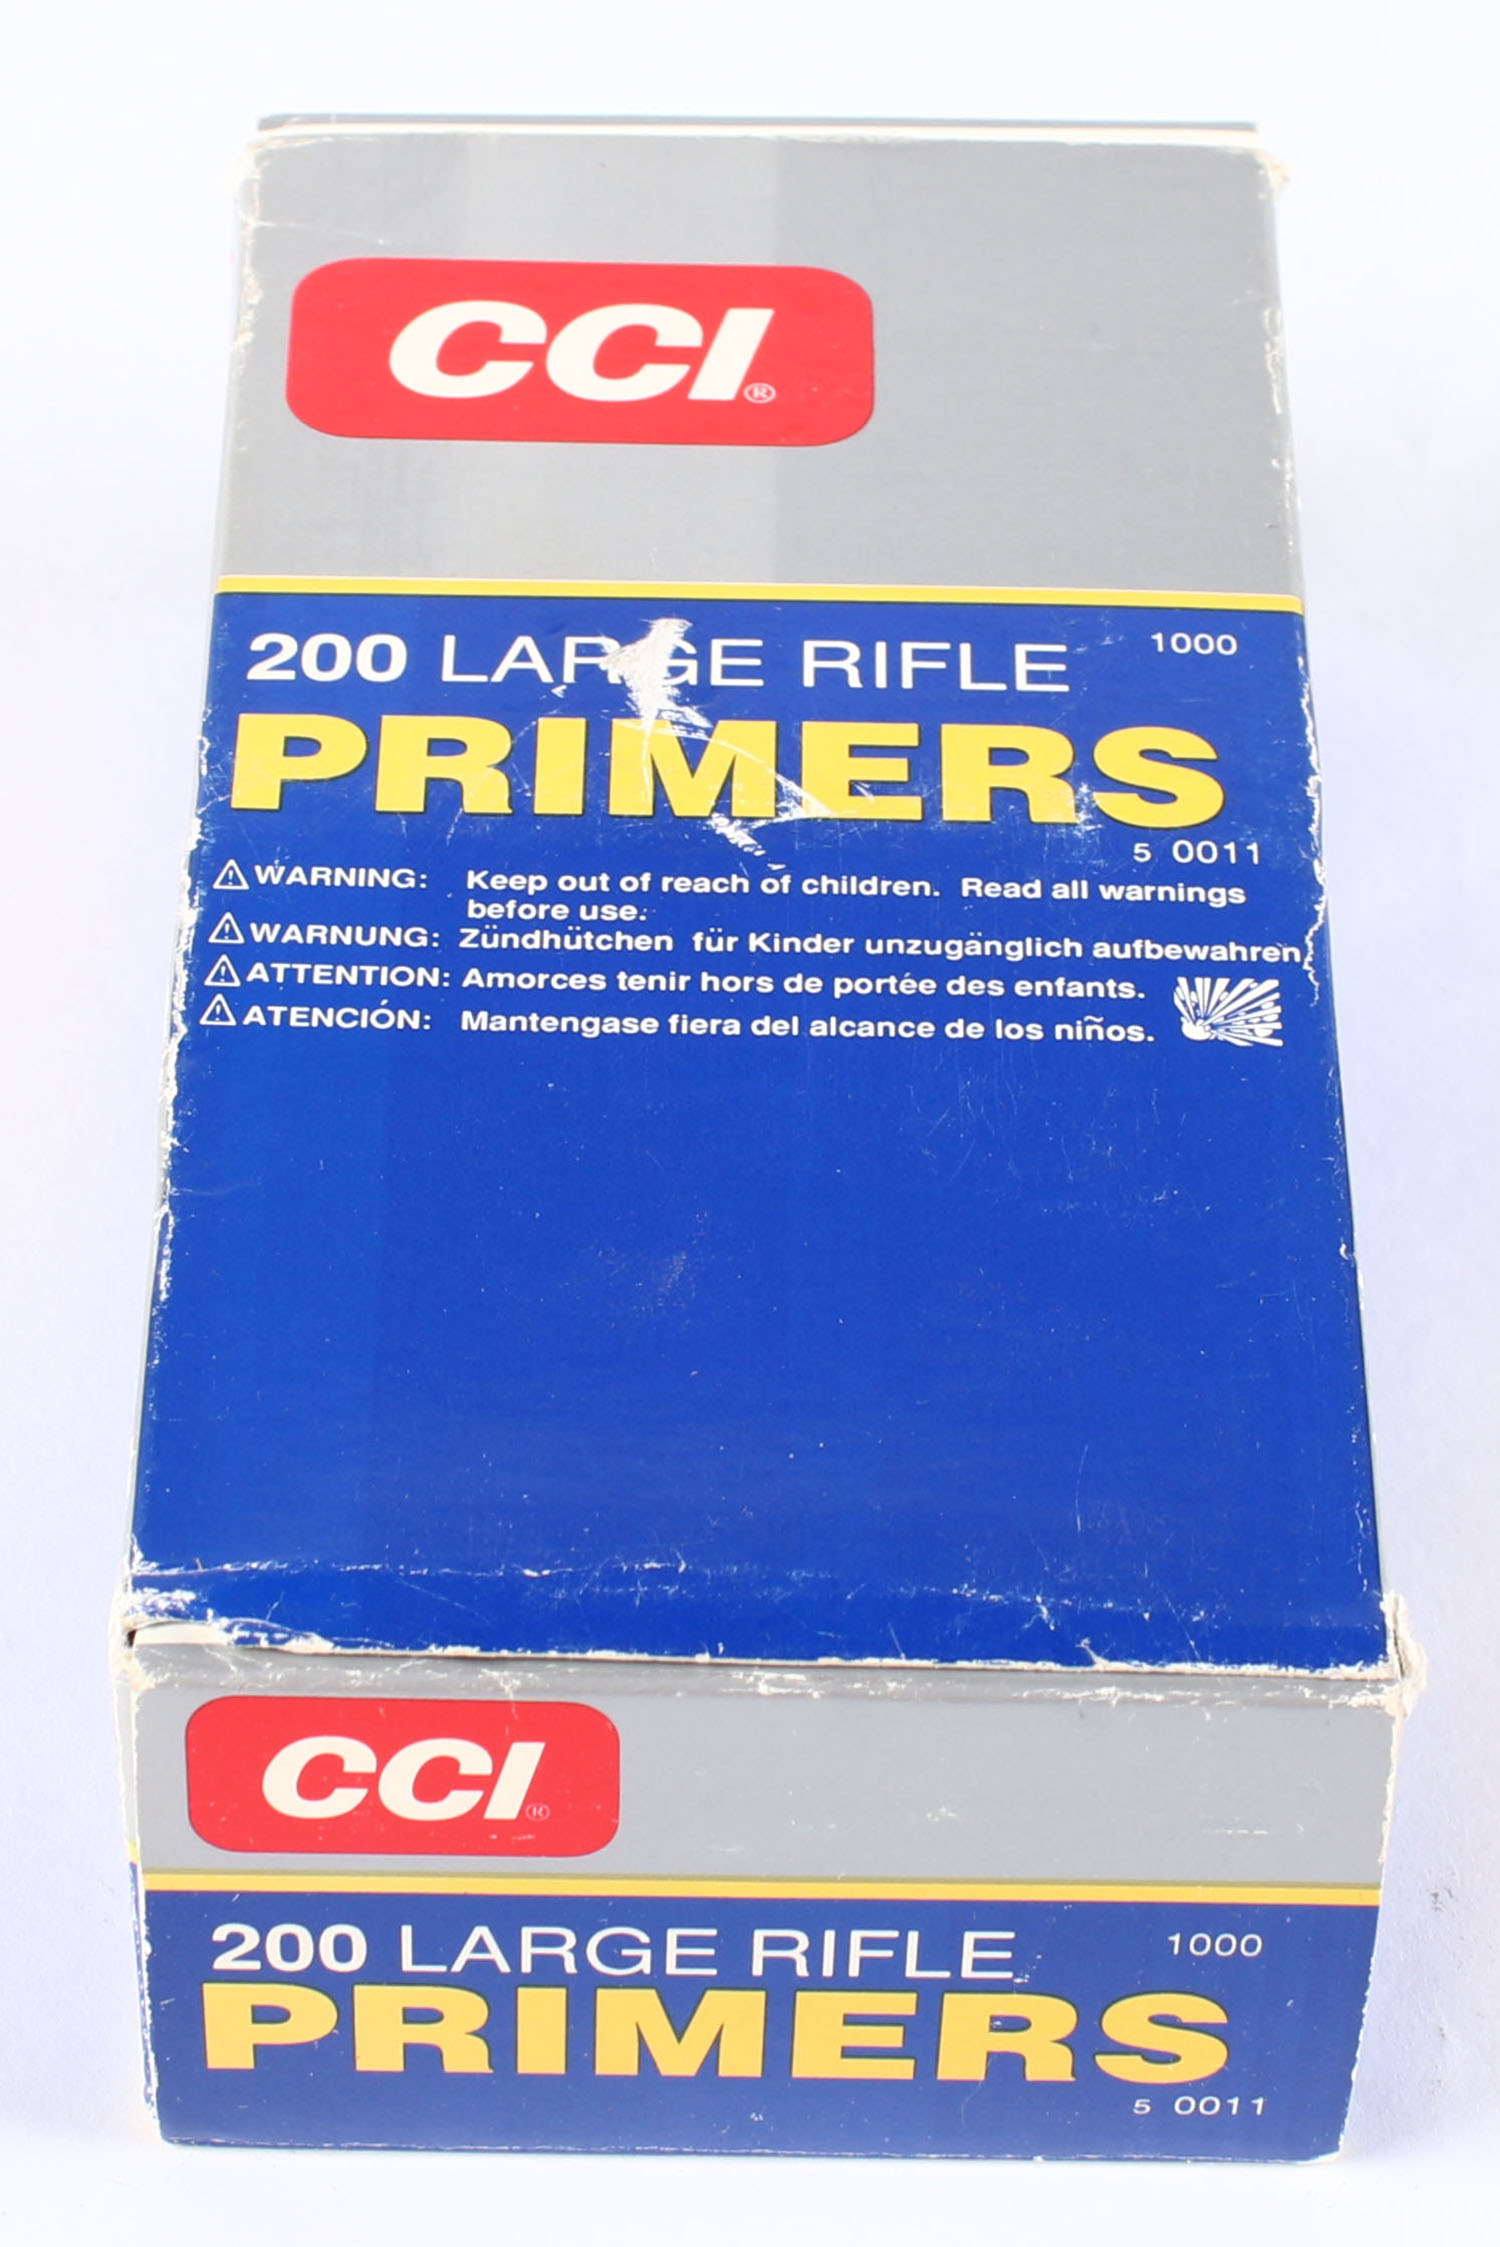 CCI®
200 LARGE RIFLE 1000
PRIMERS
5 0011
WARNING: Keep out of reach of children. Read all warnings
before use.
WARNUNG: Zündhütchen für Kinder unzugänglich aufbewahren,
ATTENTION: Amorces tenir hors de portée des enfants.
ATENCIÓN: Mantengase fiera del alcance de los niños.
CCI®
200 LARGE RIFLE 1000
PRIMERS
5 0011